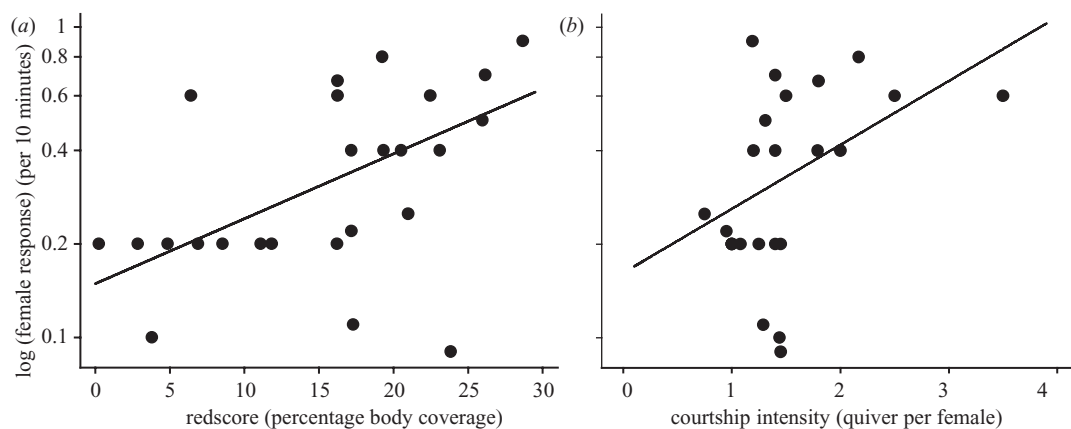 (a)
(b)
log (female response) (per 10 minutes)
1
0.8
0.6
0.4
0.2
0.1
0 5 10 15 20 25 30
0 1 2 3 4
redscore (percentage body coverage)
courtship intensity (quiver per female)